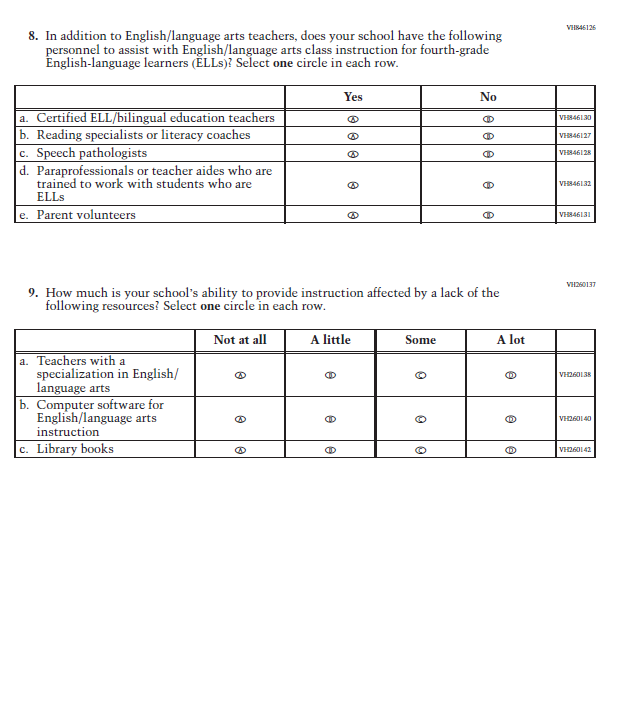 VH846126
8. In addition to English/language arts teachers, does your school have the following
personnel to assist with English/language arts class instruction for fourth-grade
English-language learners (ELLs)? Select one circle in each row.
Yes No
a. Certified ELL/bilingual education teachers A B VH846130
b. Reading specialists or literacy coaches A B VH846127
c. Speech pathologists A B VH846128
d. Paraprofessionals or teacher aides who are
trained to work with students who are A B VH846132
ELLs
e. Parent volunteers A B VH846131
VH260137
9. How much is your school's ability to provide instruction affected by a lack of the
following resources? Select one circle in each row.
Not at all A little Some A lot
a. Teachers with a
specialization in English/ A B C D VH260138
language arts
b. Computer software for
English/language arts A B C D VH260140
instruction
c. Library books A B C D VH260142